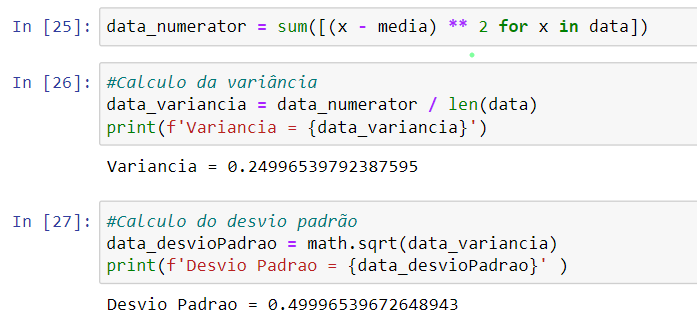 In [25]: data_numerator = sum([(x - media) ** 2 for x in data])
In [26]: #Calculo da variância
data_variancia = data_numerator / len(data)
print(f'Variancia = {data_variancia}')
Variancia = 0.24996539792387595
In [27]: #Calculo do desvio padrão
data_desvioPadrao = math.sqrt(data_variancia)
print(f'Desvio Padrao = {data_desvioPadrao}' )
Desvio Padrao = 0.49996539672648943